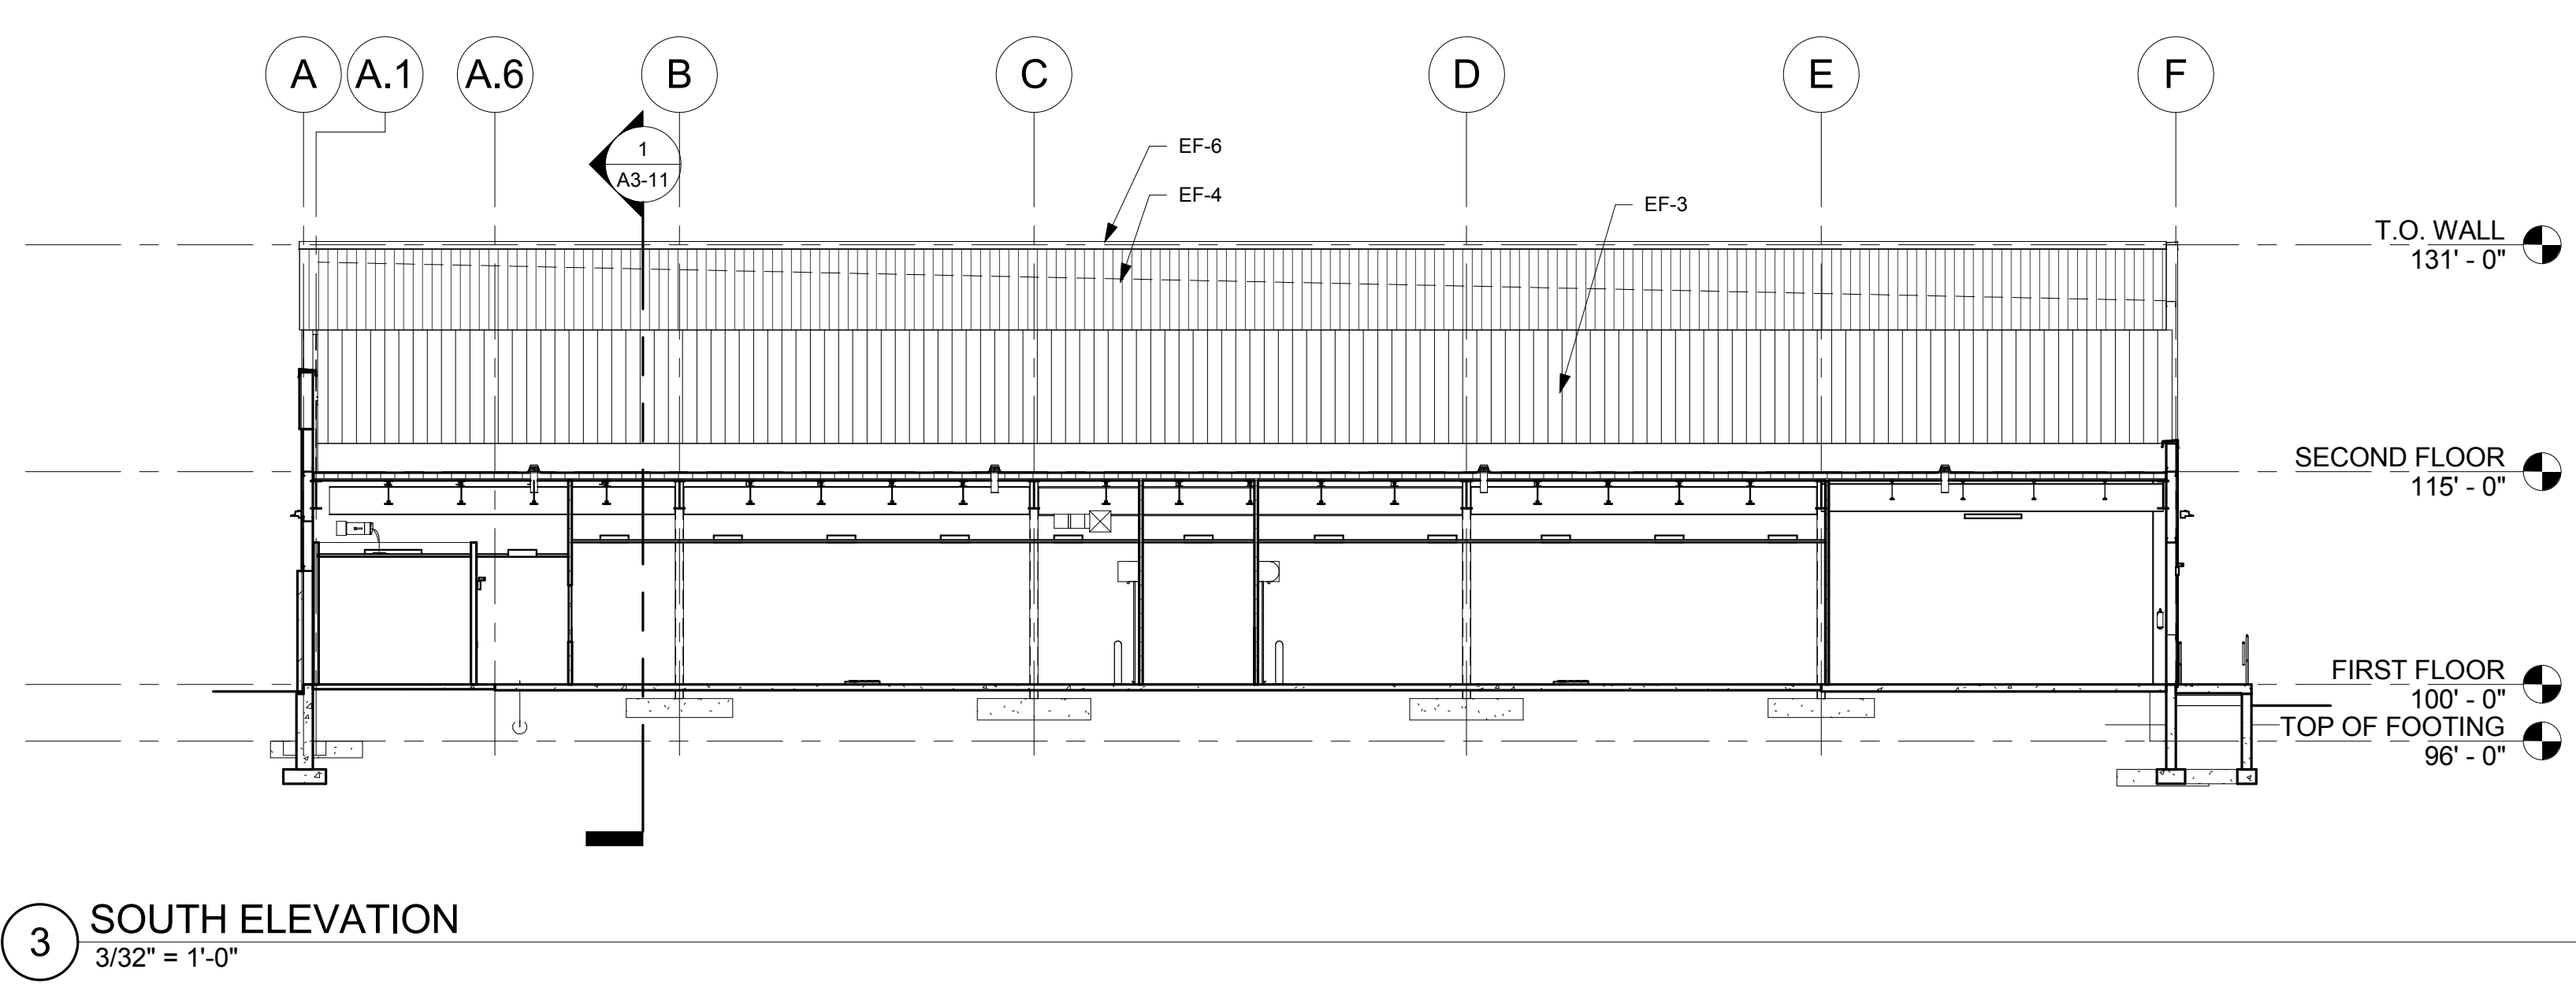 A A.1 A.6 B C D E F
1
A3-11
EF-6
EF-4
EF-3
T.O. WALL
131' - 0"
SECOND FLOOR
115' - 0"
FIRST FLOOR
100' - 0"
TOP OF FOOTING
96' - 0"
3
SOUTH ELEVATION
3/32" = 1'-0"